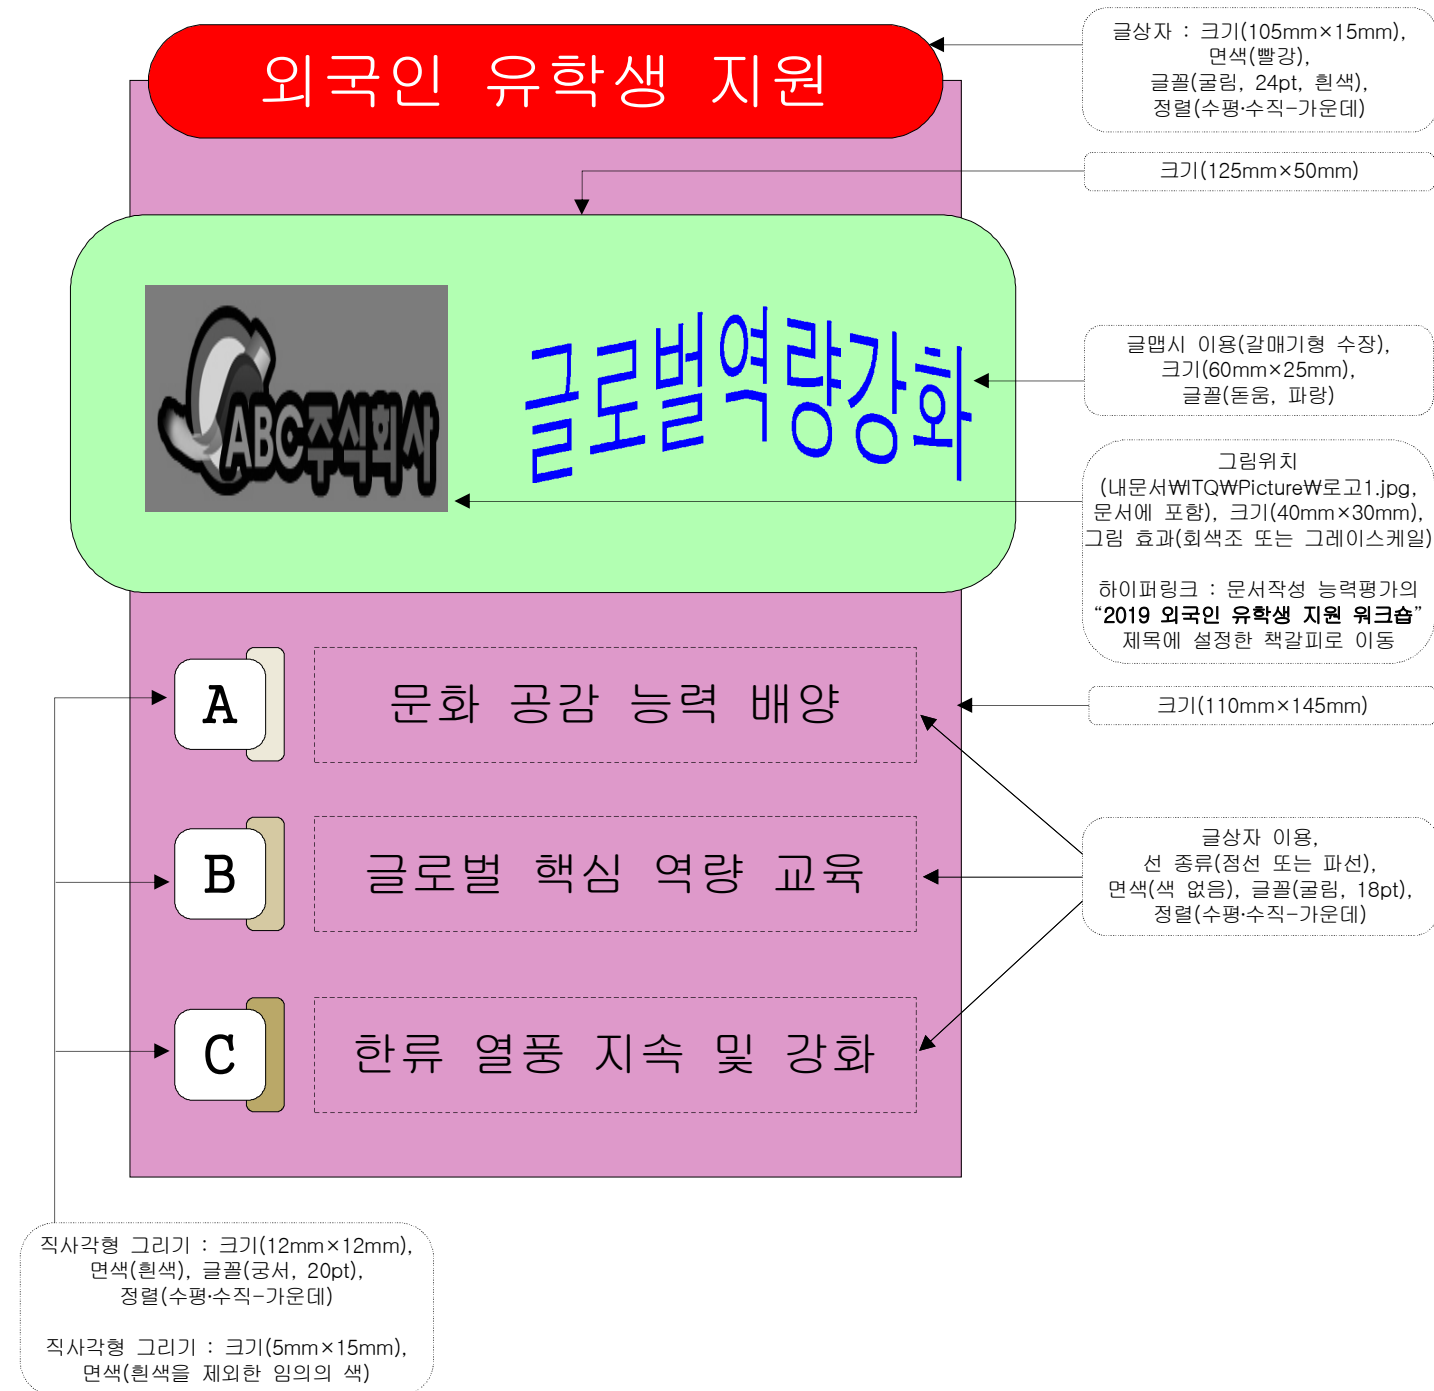 외국인 유학생 지원
글상자 : 크기(105mm×15mm),
면색(빨강),
글꼴(굴림, 24pt, 흰색),
정렬(수평·수직-가운데)
크기(125mm×50mm)
ABC주식회사
글로벌역량강화
글맵시 이용(갈매기형 수장),
크기(60mm×25mm),
글꼴(돋움, 파랑)
그림위치
(내문서₩ITQ₩Picture₩로고1.jpg,
문서에 포함), 크기(40mm×30mm),
그림 효과(회색조 또는 그레이스케일)
하이퍼링크 : 문서작성 능력평가의
“2019 외국인 유학생 지원 워크숍”
제목에 설정한 책갈피로 이동
A
문화 공감 능력 배양
크기(110mm×145mm)
B
글로벌 핵심 역량 교육
글상자 이용,
선 종류(점선 또는 파선),
면색(색 없음), 글꼴(굴림, 18pt),
정렬(수평·수직-가운데)
C
한류 열풍 지속 및 강화
직사각형 그리기 : 크기(12mm×12mm),
면색(흰색), 글꼴(궁서, 20pt),
정렬(수평·수직-가운데)
직사각형 그리기 : 크기(5mm×15mm),
면색(흰색을 제외한 임의의 색)